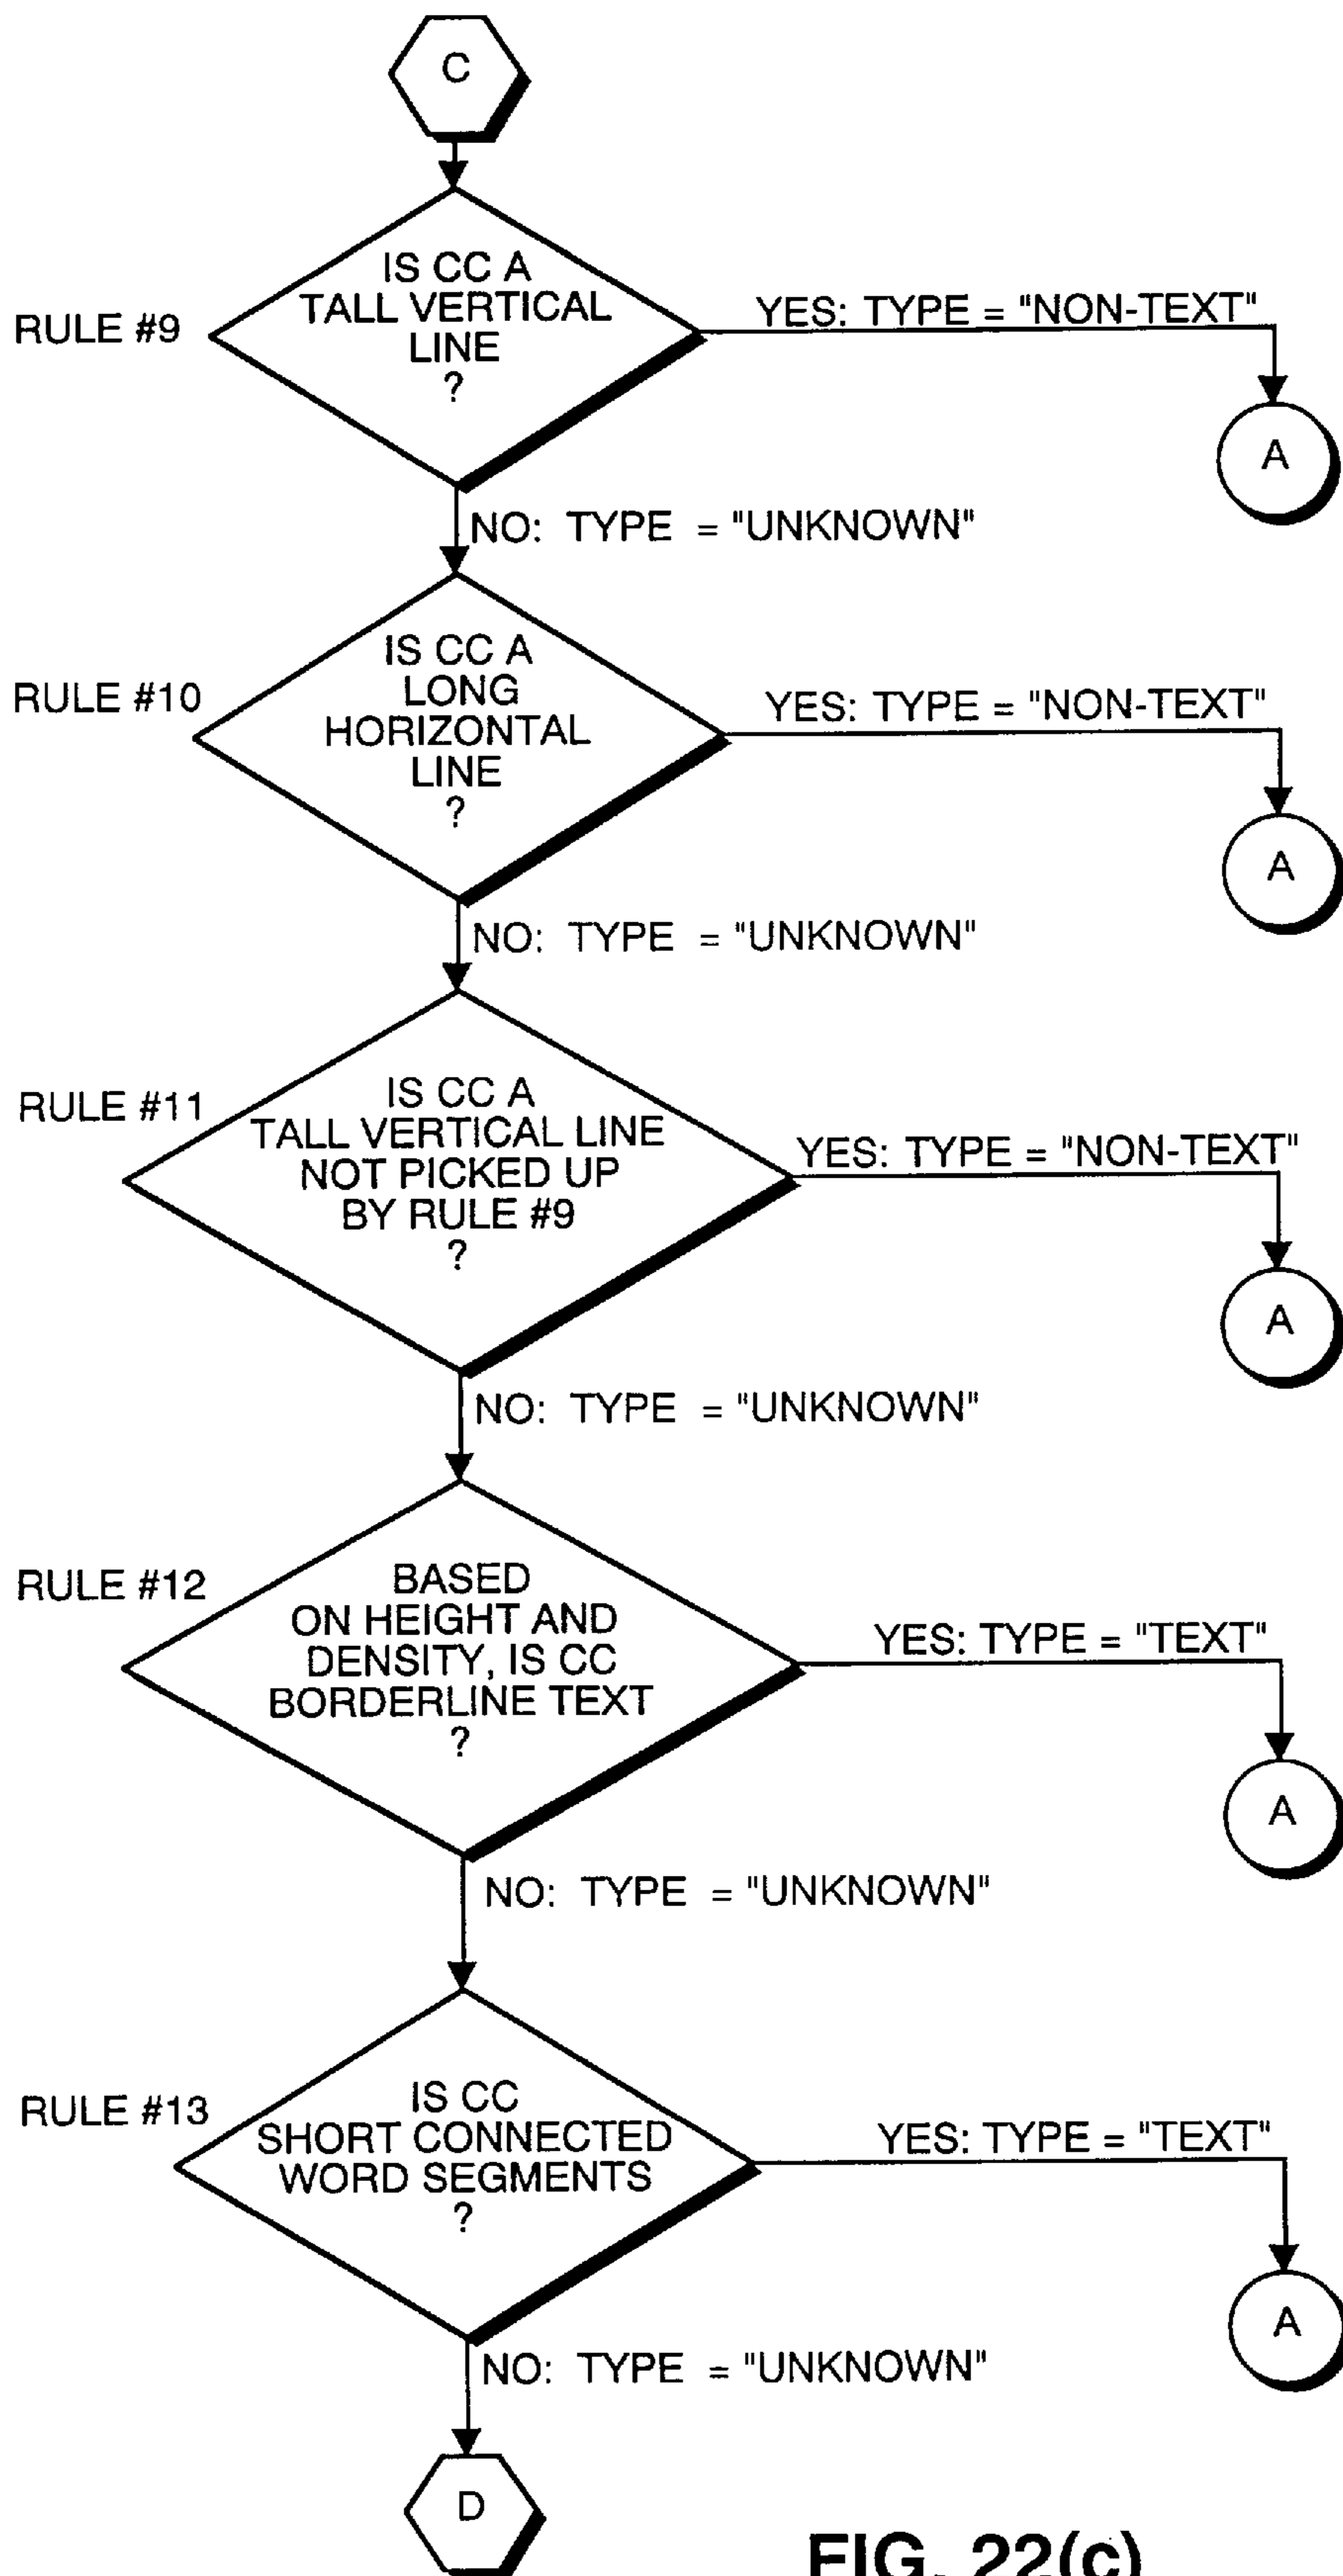 C
IS CC A
TALL VERTICAL
LINE
?
RULE #9
YES: TYPE = "NON-TEXT"
A
NO: TYPE = "UNKNOWN"
IS CC A
LONG
HORIZONTAL
LINE
?
RULE #10
YES: TYPE = "NON-TEXT"
A
NO: TYPE = "UNKNOWN"
IS CC A
TALL VERTICAL LINE
NOT PICKED UP
BY RULE #9
?
RULE #11
YES: TYPE = "NON-TEXT"
A
NO: TYPE = "UNKNOWN"
BASED
ON HEIGHT AND
DENSITY, IS CC
BORDERLINE TEXT
?
RULE #12
YES: TYPE = "TEXT"
A
NO: TYPE = "UNKNOWN"
IS CC
SHORT CONNECTED
WORD SEGMENTS
?
RULE #13
YES: TYPE = "TEXT"
A
NO: TYPE = "UNKNOWN"
D
FIG. 22(c)